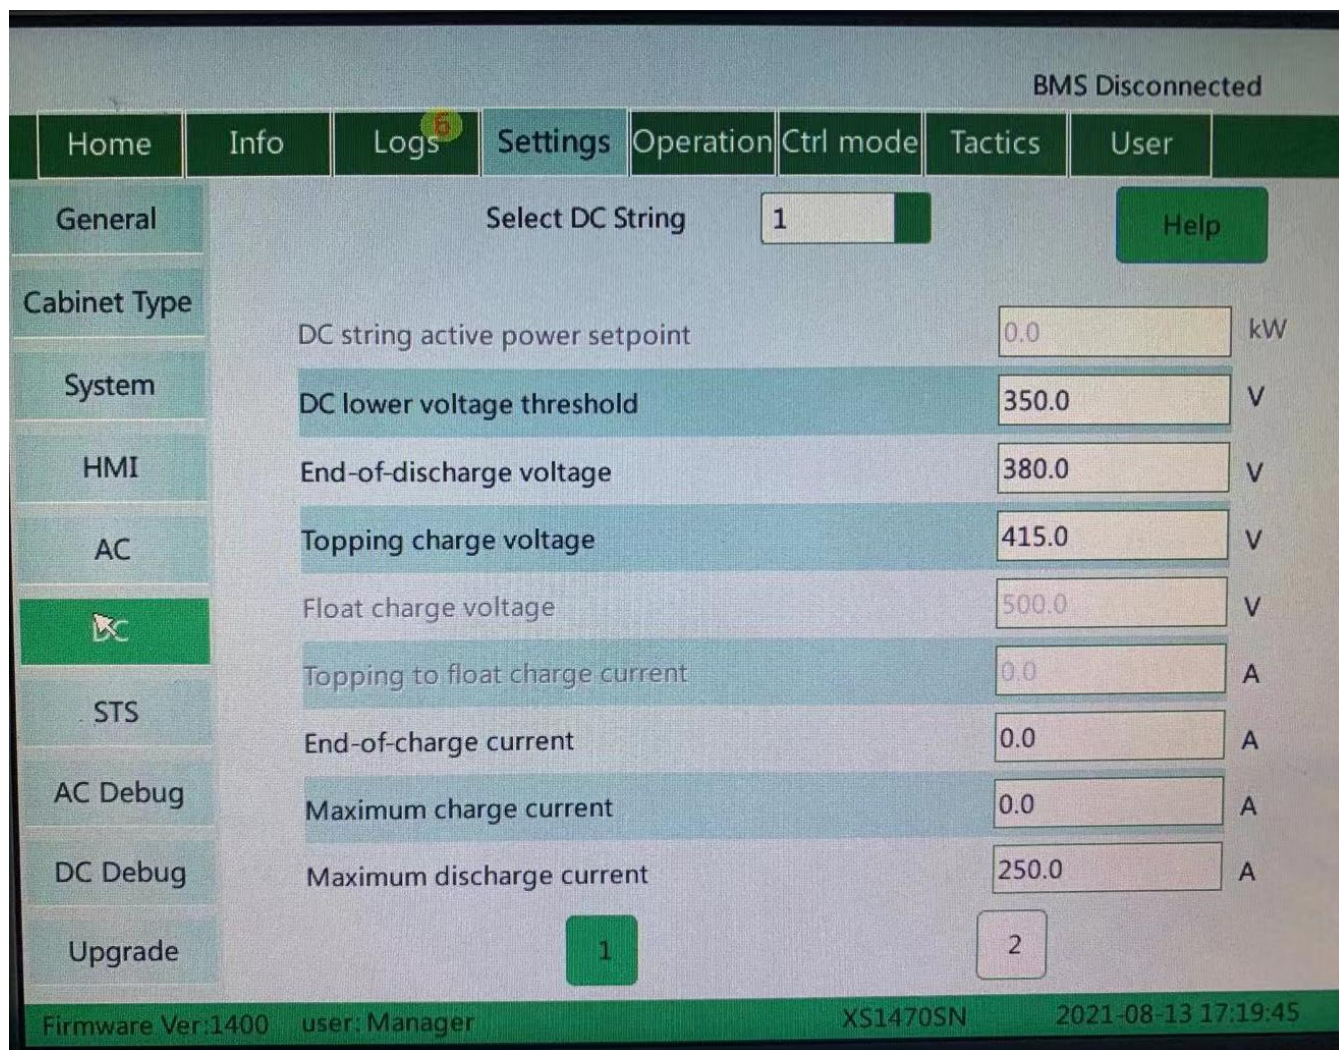 BMS Disconnected
Home Info Logs 6 Settings Operation Ctrl mode Tactics User
General
Cabinet Type
System
HMI
AC
DC
STS
AC Debug
DC Debug
Upgrade
Select DC String 1 Help
DC string active power setpoint 0.0 kW
DC lower voltage threshold 350.0 V
End-of-discharge voltage 380.0 V
Topping charge voltage 415.0 V
Float charge voltage 500.0 V
Topping to float charge current 0.0 A
End-of-charge current 0.0 A
Maximum charge current 0.0 A
Maximum discharge current 250.0 A
1 2
Firmware Ver:1400 user: Manager XS1470SN 2021-08-13 17:19:45